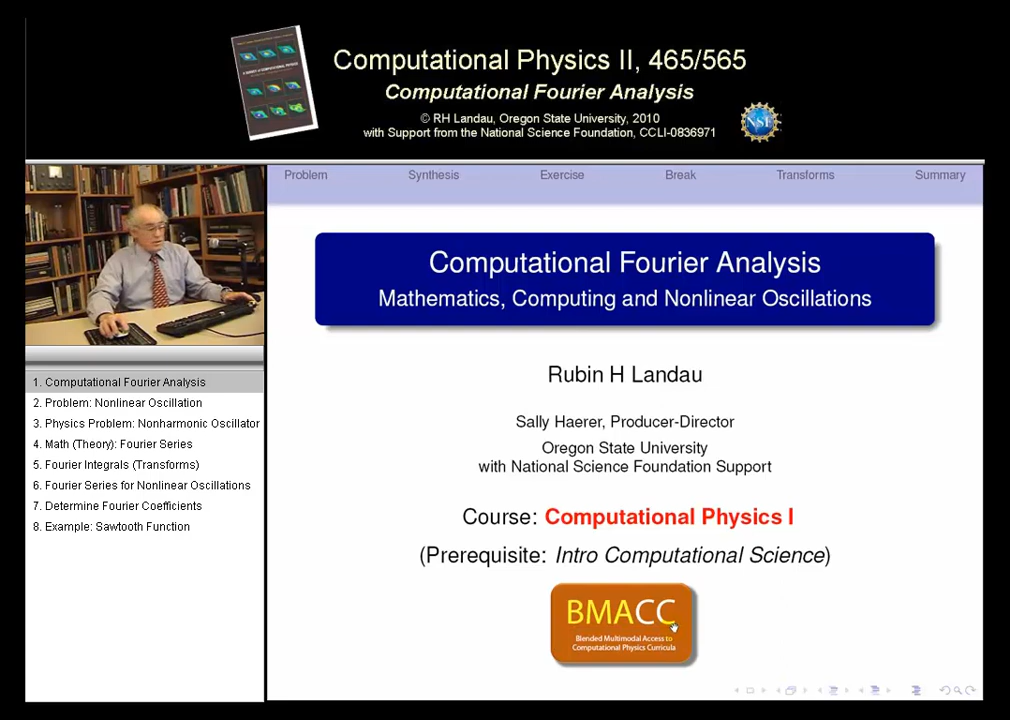 Computational Physics II, 465/565
Computational Fourier Analysis
© RH Landau, Oregon State University, 2010
with Support from the National Science Foundation, CCLI-0836971
NSF
Problem Synthesis Exercise Break Transforms Summary
Computational Fourier Analysis
Mathematics, Computing and Nonlinear Oscillations
Rubin H Landau
Sally Haerer, Producer-Director
Oregon State University
with National Science Foundation Support
Course: Computational Physics I
(Prerequisite: Intro Computational Science)
BMACC
Blended Multimodal Access to
Computational Physics Curricula
1. Computational Fourier Analysis
2. Problem: Nonlinear Oscillation
3. Physics Problem: Nonharmonic Oscillator
4. Math (Theory): Fourier Series
5. Fourier Integrals (Transforms)
6. Fourier Series for Nonlinear Oscillations
7. Determine Fourier Coefficients
8. Example: Sawtooth Function